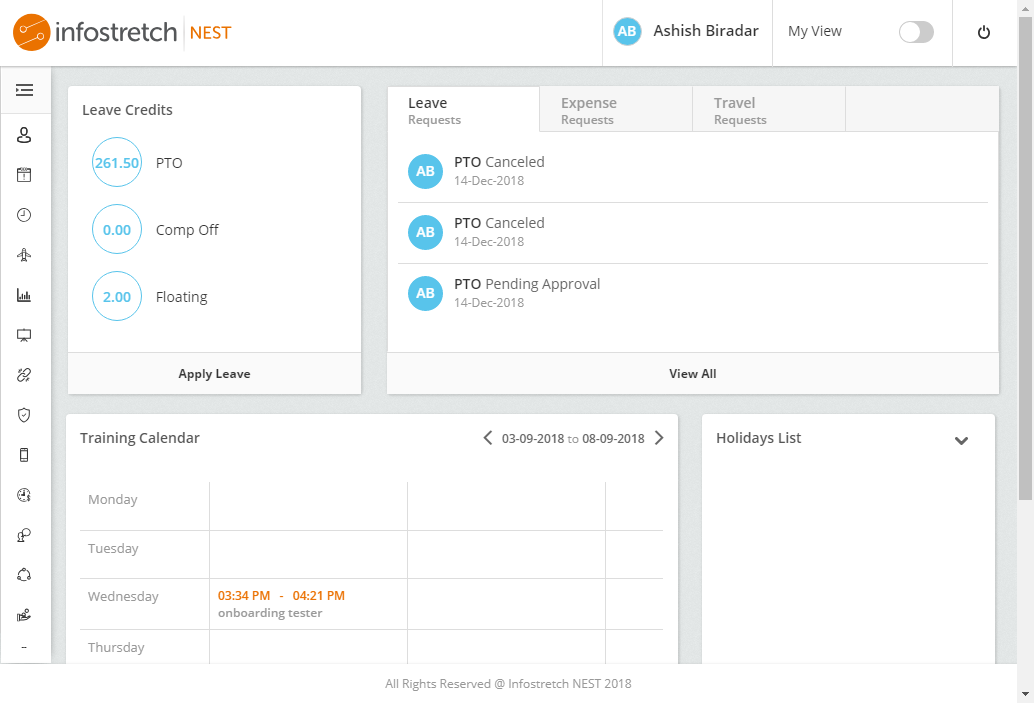 infostretch NEST
AB Ashish Biradar
My View
Leave Credits
261.50 PTO
0.00 Comp Off
2.00 Floating
Apply Leave
Leave
Requests
Expense
Requests
Travel
Requests
AB
PTO Canceled
14-Dec-2018
AB
PTO Canceled
14-Dec-2018
AB
PTO Pending Approval
14-Dec-2018
View All
Training Calendar
03-09-2018 to 08-09-2018
Monday
Tuesday
Wednesday
03:34 PM - 04:21 PM
onboarding tester
Thursday
Holidays List
All Rights Reserved @ Infostretch NEST 2018